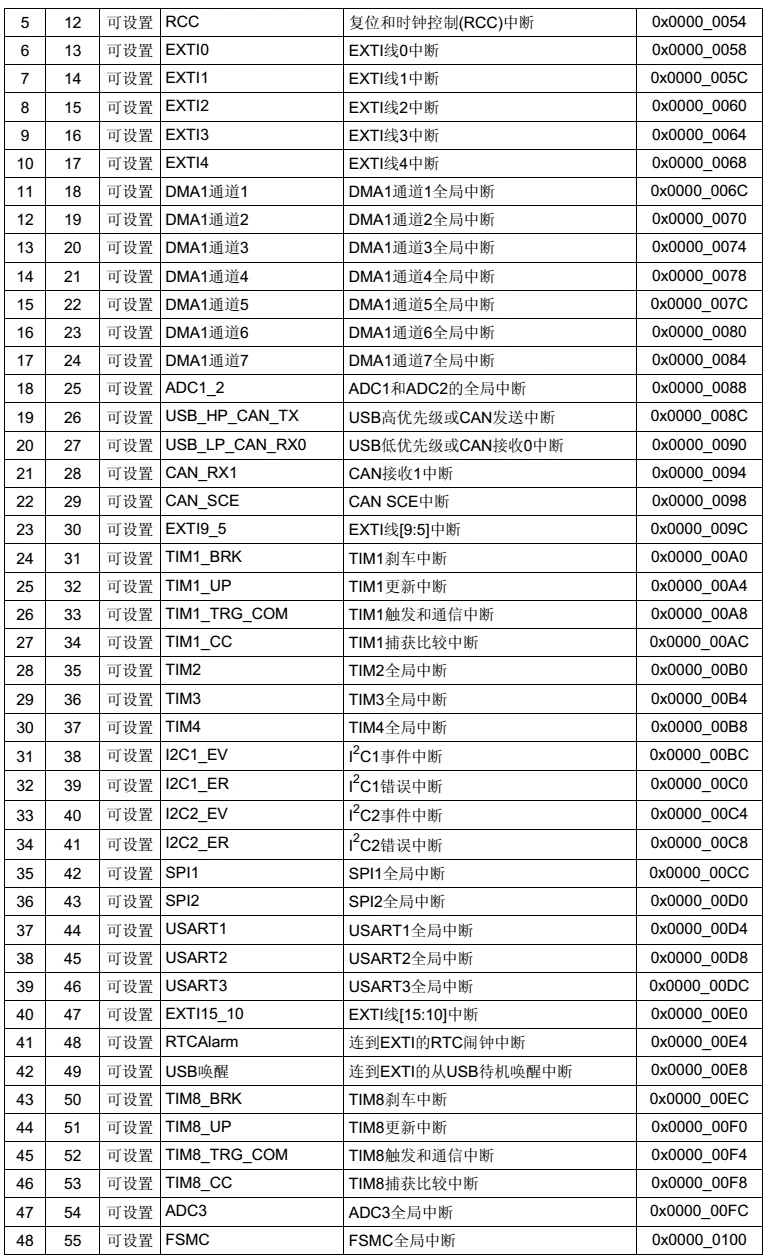 5 12 可设置 RCC 复位和时钟控制(RCC)中断 0x0000_0054
6 13 可设置 EXTI0 EXTI线0中断 0x0000_0058
7 14 可设置 EXTI1 EXTI线1中断 0x0000_005C
8 15 可设置 EXTI2 EXTI线2中断 0x0000_0060
9 16 可设置 EXTI3 EXTI线3中断 0x0000_0064
10 17 可设置 EXTI4 EXTI线4中断 0x0000_0068
11 18 可设置 DMA1通道1 DMA1通道1全局中断 0x0000_006C
12 19 可设置 DMA1通道2 DMA1通道2全局中断 0x0000_0070
13 20 可设置 DMA1通道3 DMA1通道3全局中断 0x0000_0074
14 21 可设置 DMA1通道4 DMA1通道4全局中断 0x0000_0078
15 22 可设置 DMA1通道5 DMA1通道5全局中断 0x0000_007C
16 23 可设置 DMA1通道6 DMA1通道6全局中断 0x0000_0080
17 24 可设置 DMA1通道7 DMA1通道7全局中断 0x0000_0084
18 25 可设置 ADC1_2 ADC1和ADC2的全局中断 0x0000_0088
19 26 可设置 USB_HP_CAN_TX USB高优先级或CAN发送中断 0x0000_008C
20 27 可设置 USB_LP_CAN_RX0 USB低优先级或CAN接收0中断 0x0000_0090
21 28 可设置 CAN_RX1 CAN接收1中断 0x0000_0094
22 29 可设置 CAN_SCE CAN SCE中断 0x0000_0098
23 30 可设置 EXTI9_5 EXTI线[9:5]中断 0x0000_009C
24 31 可设置 TIM1_BRK TIM1刹车中断 0x0000_00A0
25 32 可设置 TIM1_UP TIM1更新中断 0x0000_00A4
26 33 可设置 TIM1_TRG_COM TIM1触发和通信中断 0x0000_00A8
27 34 可设置 TIM1_CC TIM1捕获比较中断 0x0000_00AC
28 35 可设置 TIM2 TIM2全局中断 0x0000_00B0
29 36 可设置 TIM3 TIM3全局中断 0x0000_00B4
30 37 可设置 TIM4 TIM4全局中断 0x0000_00B8
31 38 可设置 I2C1_EV I²C1事件中断 0x0000_00BC
32 39 可设置 I2C1_ER I²C1错误中断 0x0000_00C0
33 40 可设置 I2C2_EV I²C2事件中断 0x0000_00C4
34 41 可设置 I2C2_ER I²C2错误中断 0x0000_00C8
35 42 可设置 SPI1 SPI1全局中断 0x0000_00CC
36 43 可设置 SPI2 SPI2全局中断 0x0000_00D0
37 44 可设置 USART1 USART1全局中断 0x0000_00D4
38 45 可设置 USART2 USART2全局中断 0x0000_00D8
39 46 可设置 USART3 USART3全局中断 0x0000_00DC
40 47 可设置 EXTI15_10 EXTI线[15:10]中断 0x0000_00E0
41 48 可设置 RTCAlarm 连到EXTI的RTC闹钟中断 0x0000_00E4
42 49 可设置 USB唤醒 连到EXTI的从USB待机唤醒中断 0x0000_00E8
43 50 可设置 TIM8_BRK TIM8刹车中断 0x0000_00EC
44 51 可设置 TIM8_UP TIM8更新中断 0x0000_00F0
45 52 可设置 TIM8_TRG_COM TIM8触发和通信中断 0x0000_00F4
46 53 可设置 TIM8_CC TIM8捕获比较中断 0x0000_00F8
47 54 可设置 ADC3 ADC3全局中断 0x0000_00FC
48 55 可设置 FSMC FSMC全局中断 0x0000_0100